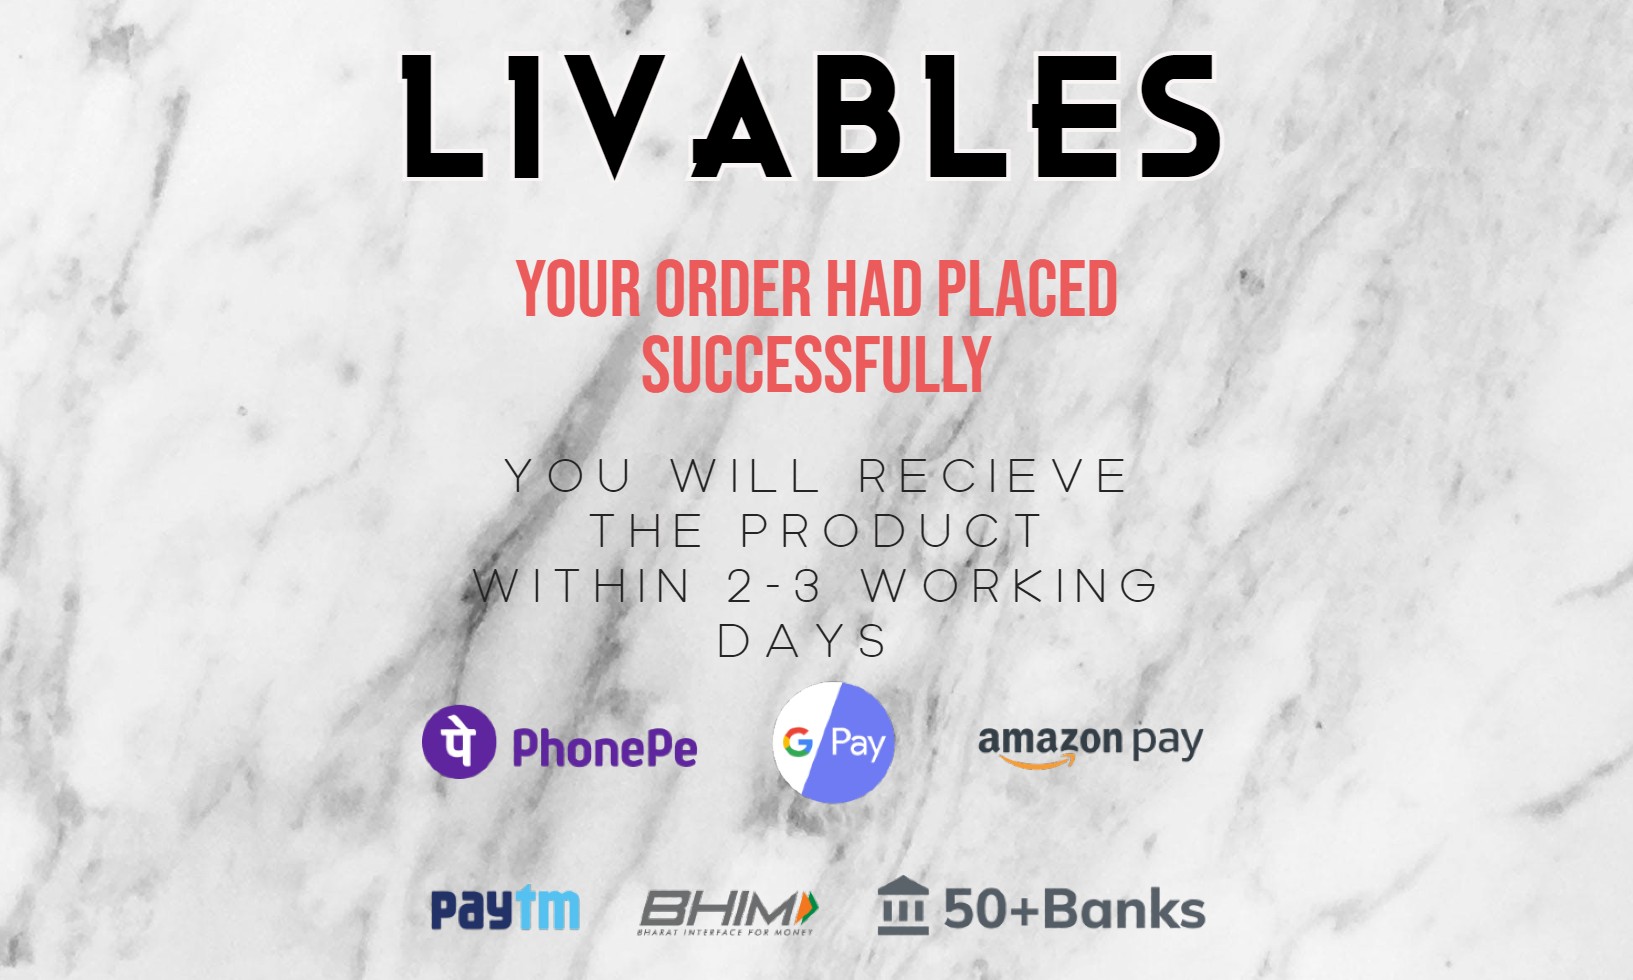 LIVABLES
YOUR ORDER HAD PLACED
SUCCESSFULLY
YOU WILL RECIEVE
THE PRODUCT
WITHIN 2-3 WORKING
DAYS
पे PhonePe
G Pay
amazon pay
paytm
BHIM
BHARAT INTERFACE FOR MONEY
50+Banks